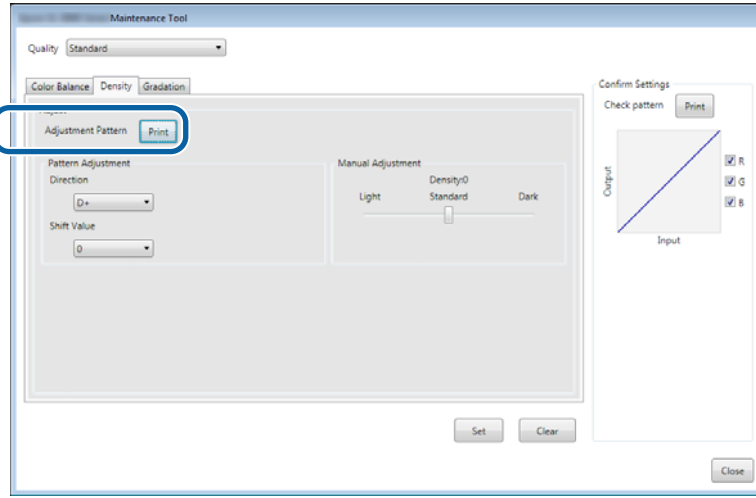 Maintenance Tool
Quality Standard
Color Balance Density Gradation
Adjustment Pattern Print
Pattern Adjustment
Direction
D+
Shift Value
0
Manual Adjustment
Density:0
Light Standard Dark
Confirm Settings
Check pattern Print
Output
R
G
B
Input
Set Clear
Close